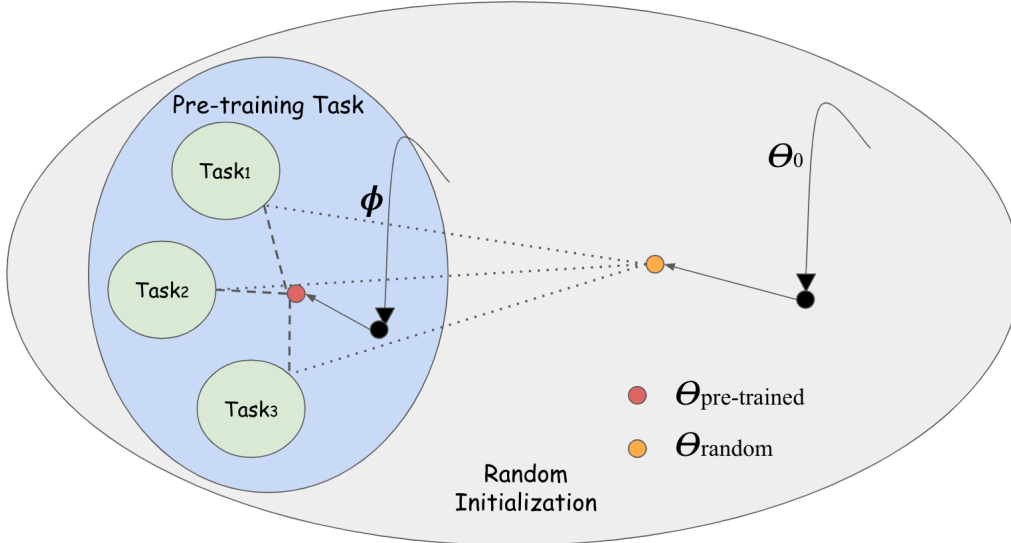 Pre-training Task
Task1
Task2
Task3
ϕ
Θ0
Θpre-trained
Θrandom
Random
Initialization